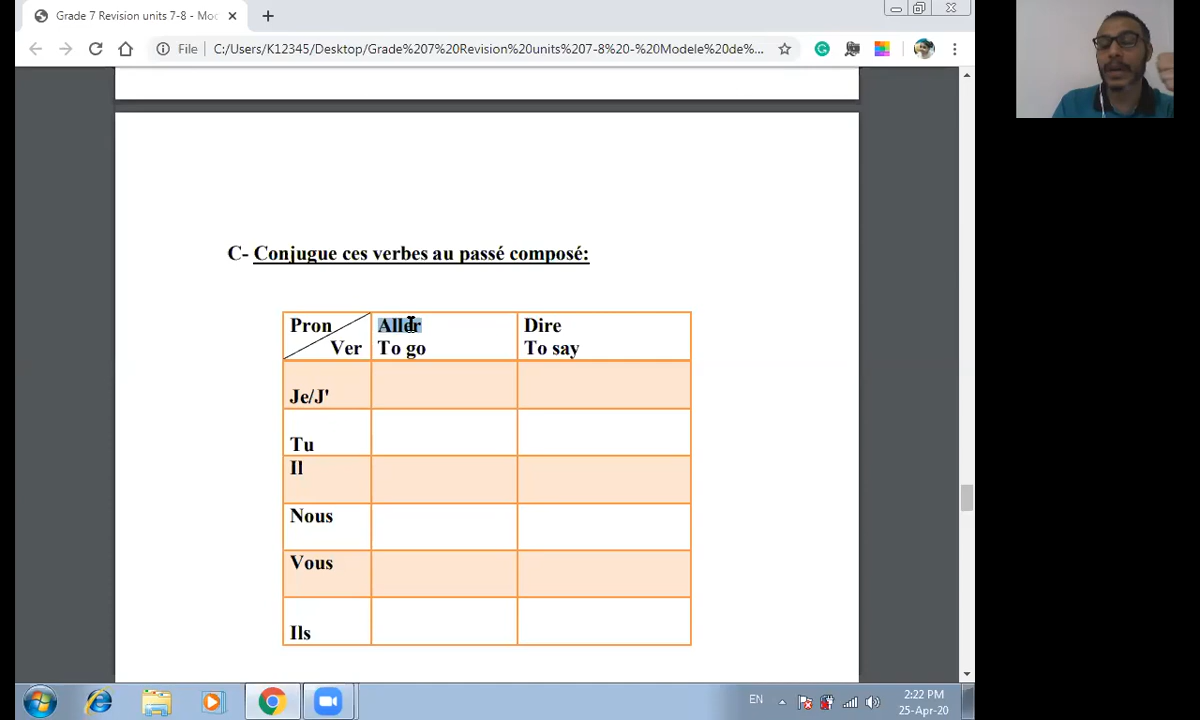 Grade 7 Revision units 7-8 - Moc
File
C:/Users/K12345/Desktop/Grade%207%20Revision%20units%207-8%20-%20Modele%20de%...
C- Conjugue ces verbes au passé composé:
Pron
Ver
Aller
To go
Dire
To say
Je/J'
Tu
Il
Nous
Vous
Ils
EN
2:22 PM
25-Apr-20